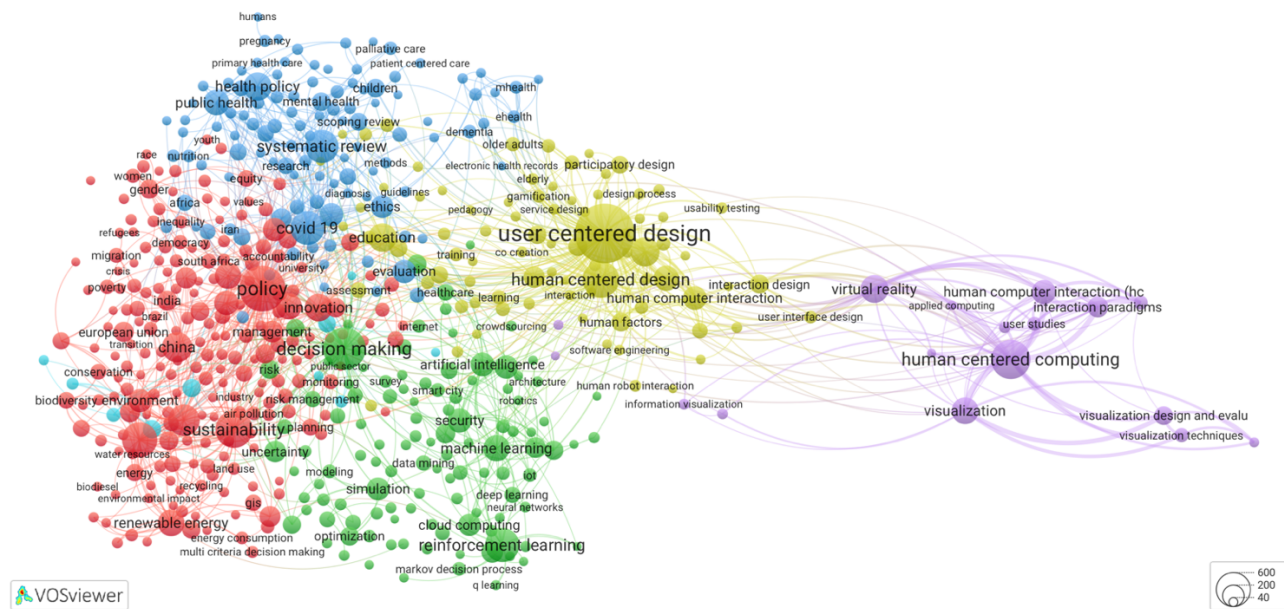 humans
pregnancy
palliative care
primary health care
patient centered care
health policy
children
mhealth
public health
mental health
ehealth
scoping review
dementia
youth
older adults
systematic review
race
nutrition
research
methods
electronic health records
participatory design
women
equity
elderly
gender
values
diagnosis
guidelines
gamification
design process
africa
ethics
pedagogy
service design
usability testing
inequality
iran
covid 19
refugees
democracy
education
user centered design
migration
accountability
co creation
training
crisis
south africa
university
evaluation
poverty
policy
assessment
healthcare
human centered design
interaction design
virtual reality
human computer interaction (hc
india
innovation
learning
interaction
human computer interaction
applied computing
interaction paradigms
brazil
user interface design
european union
management
internet
crowdsourcing
human factors
user studies
transition
china
decision making
software engineering
human centered computing
conservation
risk
public sector
artificial intelligence
monitoring
survey
architecture
human robot interaction
biodiversity
environment
industry
risk management
smart city
robotics
information visualization
visualization
air pollution
planning
security
visualization design and evalu
sustainability
visualization techniques
water resources
uncertainty
machine learning
land use
data mining
energy
modeling
iot
biodiesel
recycling
simulation
deep learning
environmental impact
gis
neural networks
renewable energy
cloud computing
energy consumption
optimization
reinforcement learning
multi criteria decision making
markov decision process
q learning
VOSviewer
600
200
40